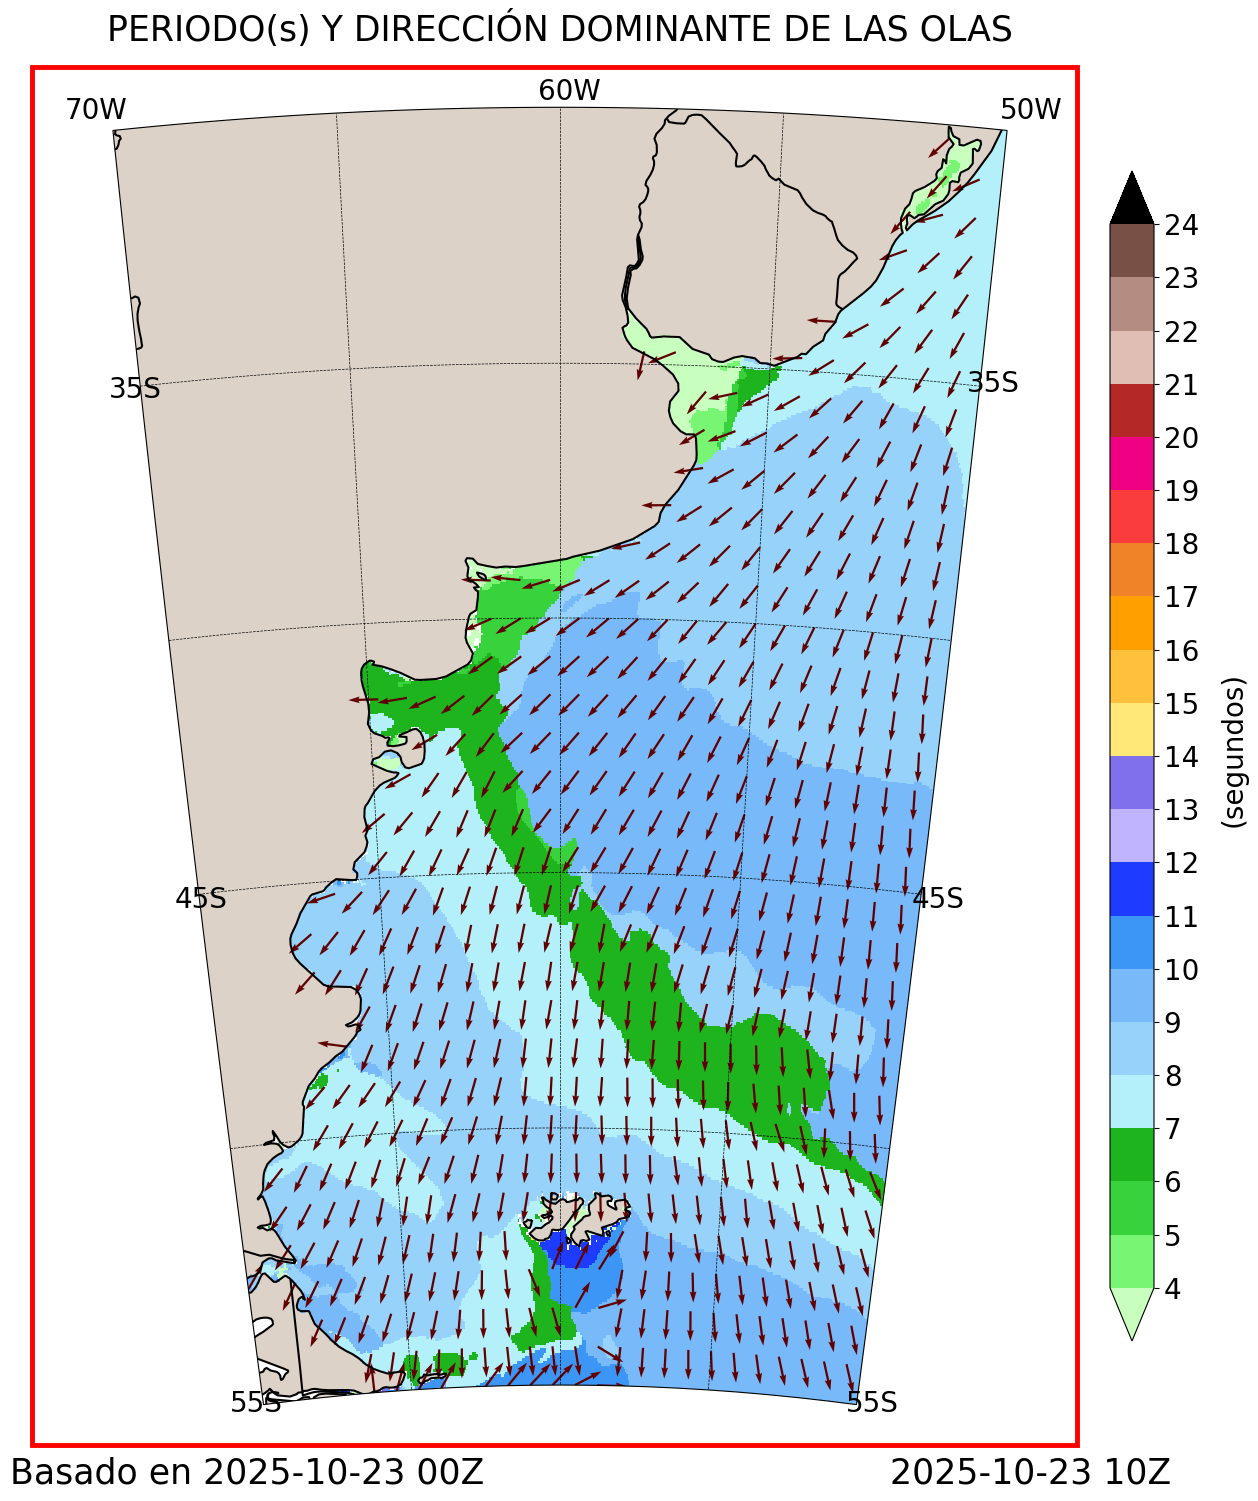 PERIODO(s) Y DIRECCIÓN DOMINANTE DE LAS OLAS
70W
60W
50W
35S
35S
45S
45S
55S
55S
24
23
22
21
20
19
18
17
16
15
14
13
12
11
10
9
8
7
6
5
4
(segundos)
Basado en 2025-10-23 00Z
2025-10-23 10Z